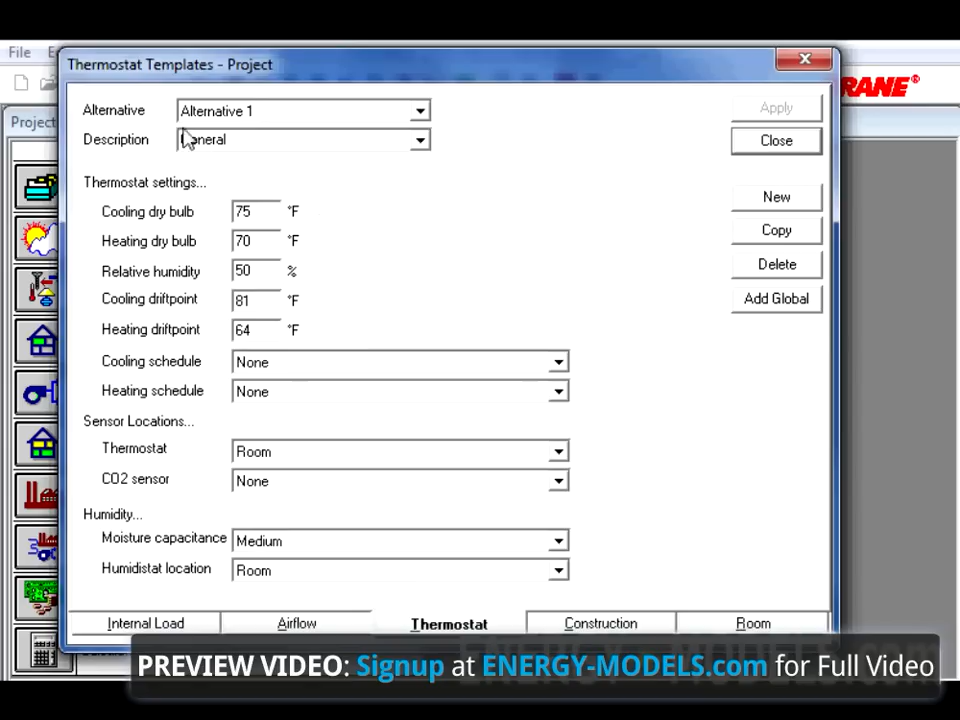 Thermostat Templates - Project
File
RANE®
Project
Alternative
Alternative 1
Apply
Description
General
Close
Thermostat settings...
New
Cooling dry bulb 75 °F
Copy
Heating dry bulb 70 °F
Relative humidity 50 %
Delete
Cooling driftpoint 81 °F
Add Global
Heating driftpoint 64 °F
Cooling schedule None
Heating schedule None
Sensor Locations...
Thermostat Room
CO2 sensor None
Humidity...
Moisture capacitance Medium
Humidistat location Room
Internal Load Airflow Thermostat Construction Room
PREVIEW VIDEO: Signup at ENERGY-MODELS.com for Full Video